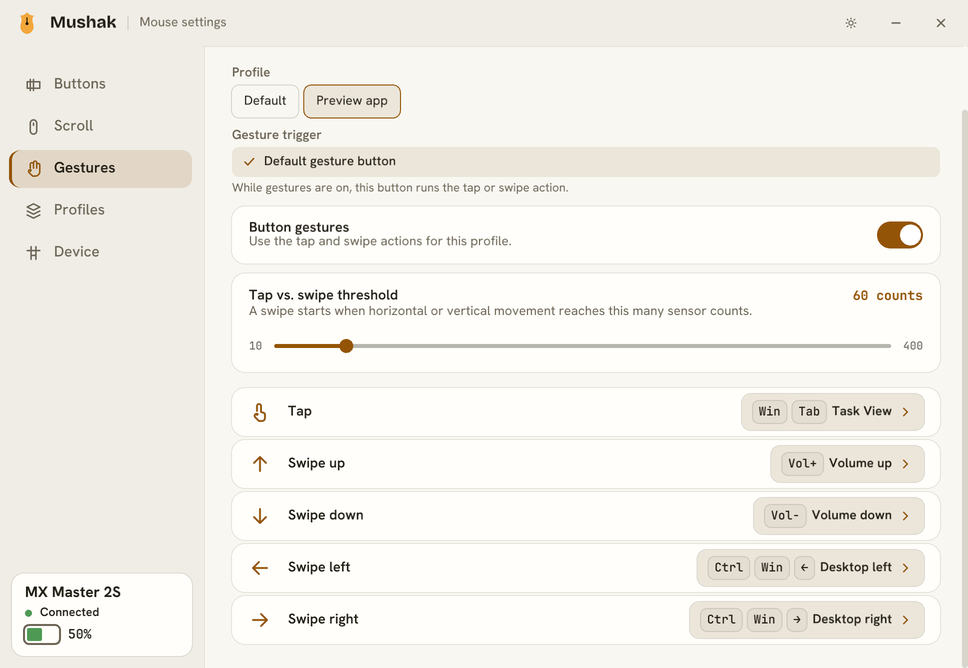 Mushak | Mouse settings
Buttons
Scroll
Gestures
Profiles
Device
MX Master 2S
Connected
50%
Profile
Default Preview app
Gesture trigger
Default gesture button
While gestures are on, this button runs the tap or swipe action.
Button gestures
Use the tap and swipe actions for this profile.
Tap vs. swipe threshold 60 counts
A swipe starts when horizontal or vertical movement reaches this many sensor counts.
10 400
Tap Win Tab Task View
Swipe up Vol+ Volume up
Swipe down Vol- Volume down
Swipe left Ctrl Win ← Desktop left
Swipe right Ctrl Win → Desktop right